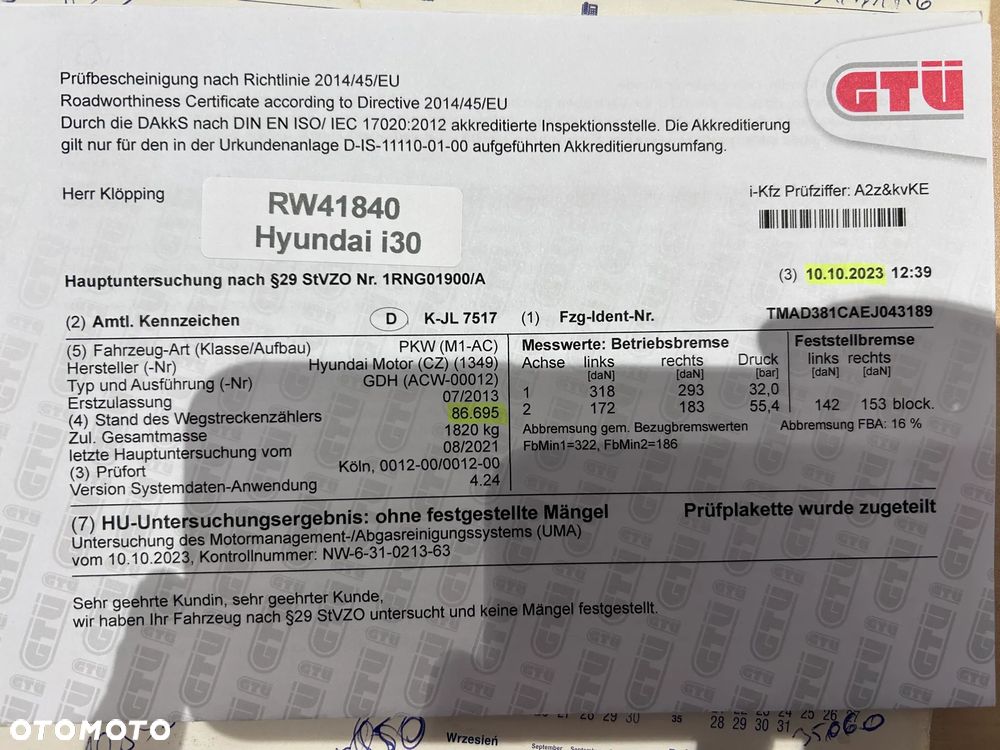 Prüfbescheinigung nach Richtlinie 2014/45/EU
Roadworthiness Certificate according to Directive 2014/45/EU
Durch die DAkkS nach DIN EN ISO/ IEC 17020:2012 akkreditierte Inspektionsstelle. Die Akkreditierung
gilt nur für den in der Urkundenanlage D-IS-11110-01-00 aufgeführten Akkreditierungsumfang.
GTÜ
Herr Klöpping
RW41840
Hyundai i30
i-Kfz Prüfziffer: A2z&kvKE
Hauptuntersuchung nach §29 StVZO Nr. 1RNG01900/A
(3) 10.10.2023 12:39
(2) Amtl. Kennzeichen D K-JL 7517 (1) Fzg-Ident-Nr. TMAD381CAEJ043189
(5) Fahrzeug-Art (Klasse/Aufbau) PKW (M1-AC)
Hersteller (-Nr) Hyundai Motor (CZ) (1349)
Typ und Ausführung (-Nr) GDH (ACW-00012)
Erstzulassung 07/2013
(4) Stand des Wegstreckenzählers 86.695
Zul. Gesamtmasse 1820 kg
letzte Hauptuntersuchung vom 08/2021
(3) Prüfort Köln, 0012-00/0012-00
Version Systemdaten-Anwendung 4.24
Messwerte: Betriebsbremse Feststellbremse
Achse links rechts Druck links rechts
[daN] [daN] [bar] [daN] [daN]
1 318 293 32,0
2 172 183 55,4 142 153 block.
Abbremsung gem. Bezugbremswerten Abbremsung FBA: 16 %
FbMin1=322, FbMin2=186
(7) HU-Untersuchungsergebnis: ohne festgestellte Mängel Prüfplakette wurde zugeteilt
Untersuchung des Motormanagement-/Abgasreinigungssystems (UMA)
vom 10.10.2023, Kontrollnummer: NW-6-31-0213-63
Sehr geehrte Kundin, sehr geehrter Kunde,
wir haben Ihr Fahrzeug nach §29 StVZO untersucht und keine Mängel festgestellt.
OTOMOTO
Wrzesień
September
28 29 30
35
28 29 30 31